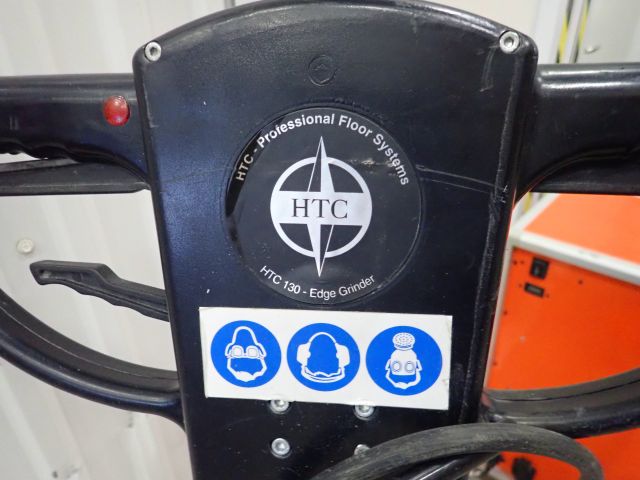 HTC - Professional Floor Systems
HTC
HTC 130 - Edge Grinder